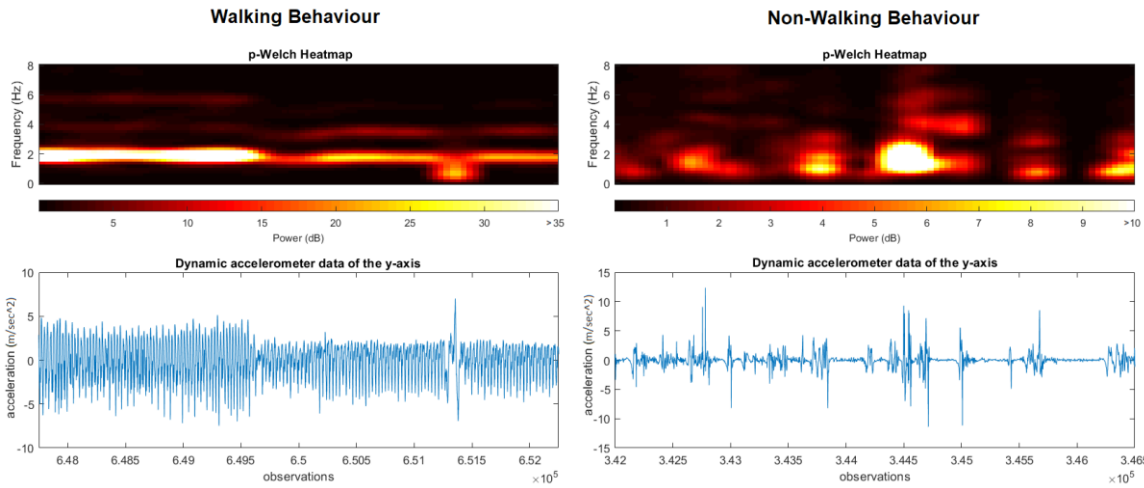 Walking Behaviour
p-Welch Heatmap
8
6
4
2
0
Frequency (Hz)
5 10 15 20 25 30 >35
Power (dB)
Dynamic accelerometer data of the y-axis
10
5
0
-5
-10
acceleration (m/sec^2)
6.48 6.485 6.49 6.495 6.5 6.505 6.51 6.515 6.52
observations
×10^5
Non-Walking Behaviour
p-Welch Heatmap
8
6
4
2
0
Frequency (Hz)
1 2 3 4 5 6 7 8 9 >10
Power (dB)
Dynamic accelerometer data of the y-axis
15
10
5
0
-5
-10
-15
acceleration (m/sec^2)
3.42 3.425 3.43 3.435 3.44 3.445 3.45 3.455 3.46 3.465
observations
×10^5